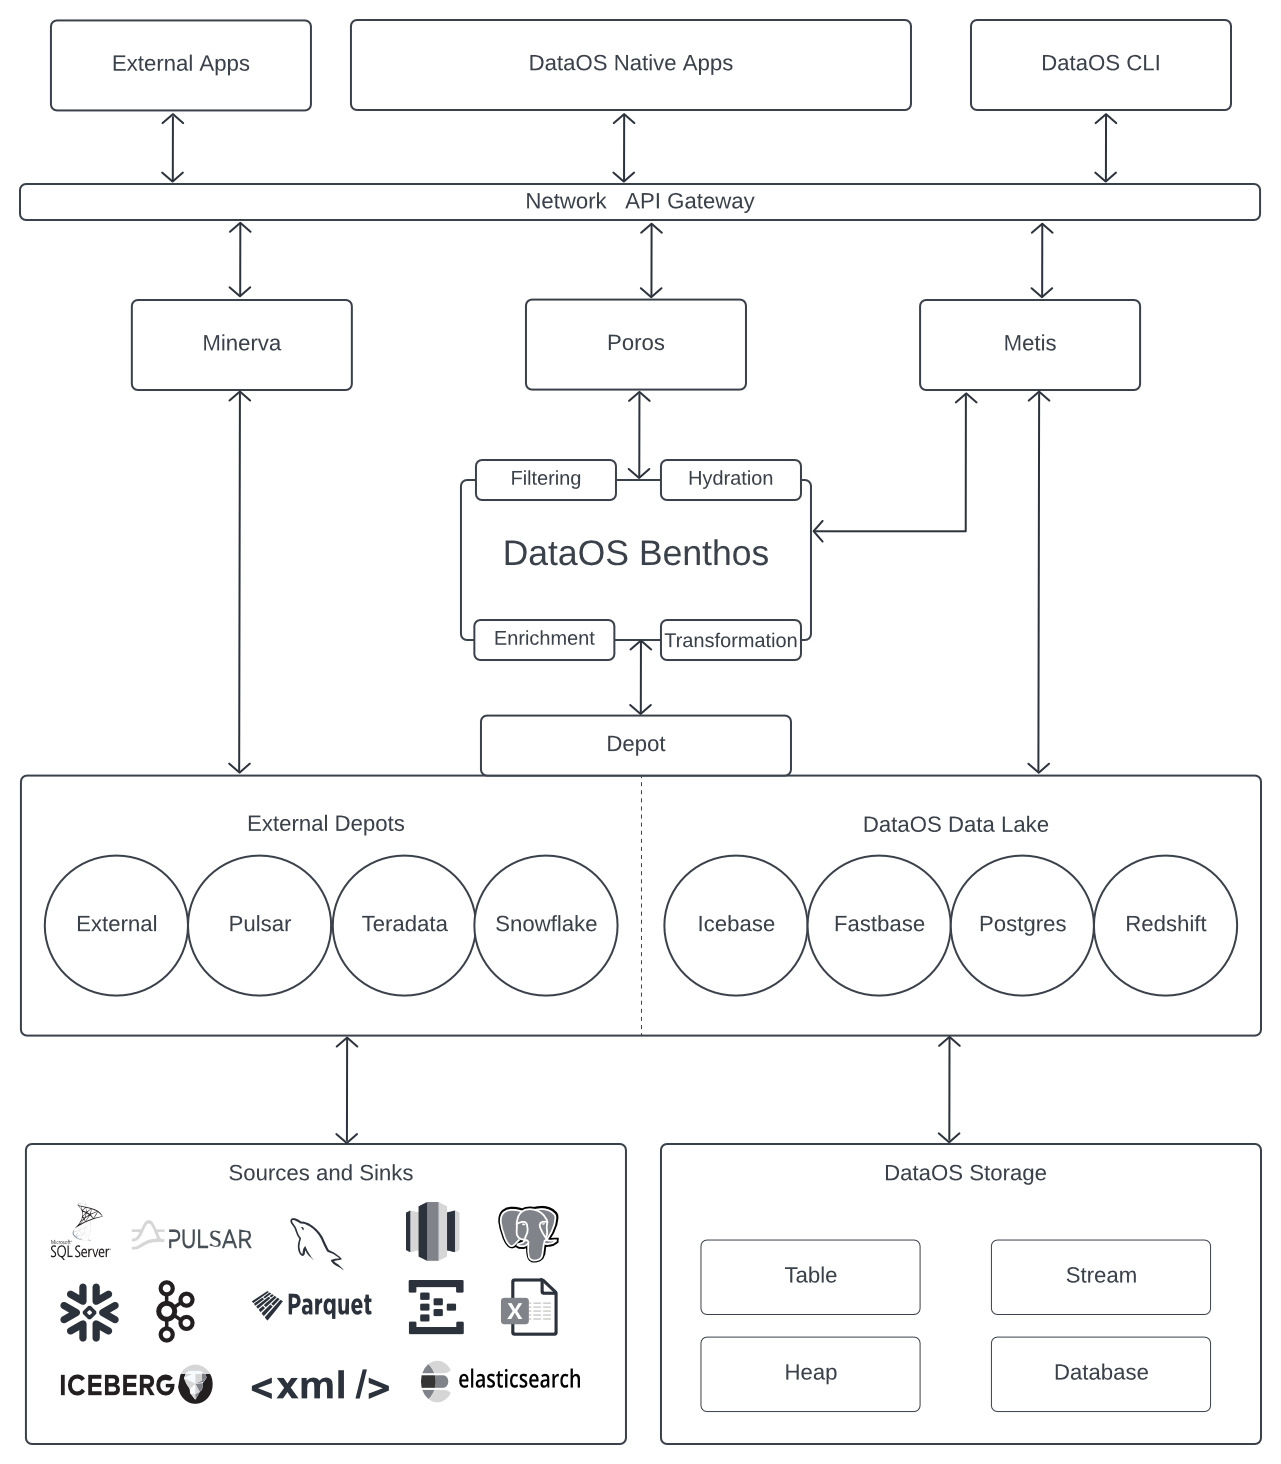 External Apps
DataOS Native Apps
DataOS CLI
Network API Gateway
Minerva
Poros
Metis
Filtering
Hydration
DataOS Benthos
Enrichment
Transformation
Depot
External Depots
DataOS Data Lake
External
Pulsar
Teradata
Snowflake
Icebase
Fastbase
Postgres
Redshift
Sources and Sinks
DataOS Storage
Microsoft
SQL Server
PULSAR
Parquet
X
ICEBERG
<xml />
elasticsearch
Table
Stream
Heap
Database